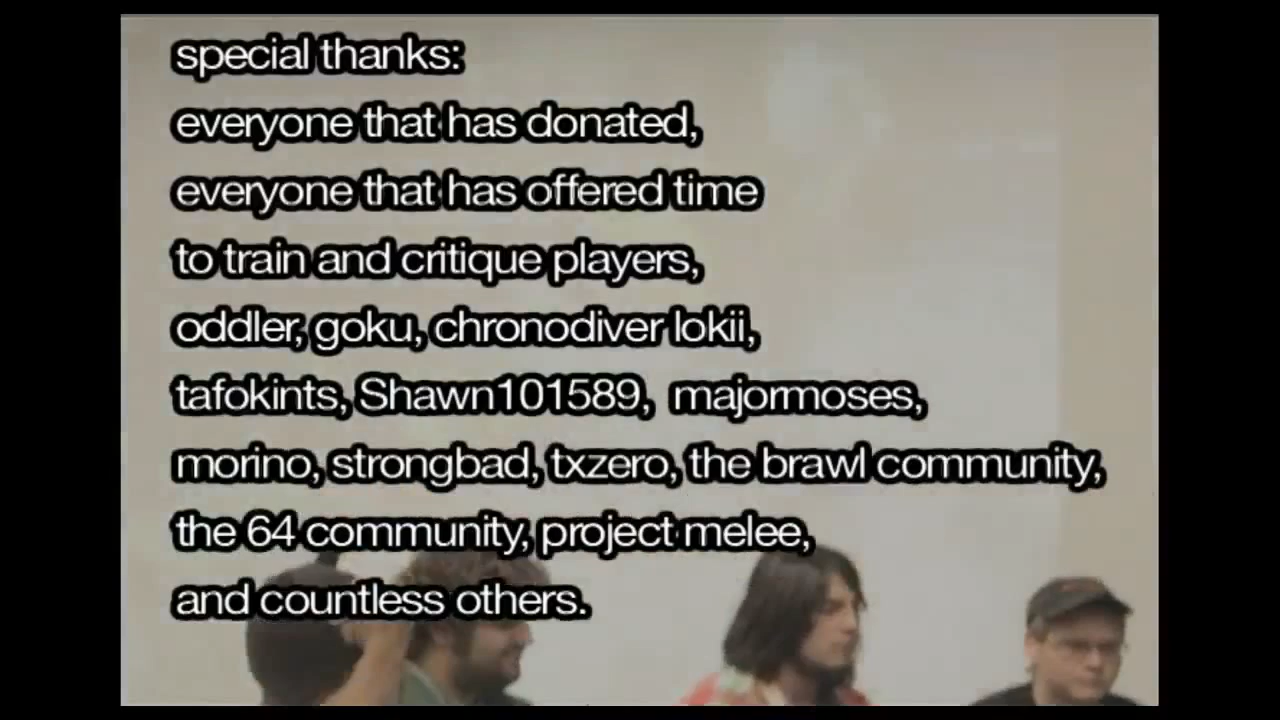 special thanks:
everyone that has donated,
everyone that has offered time
to train and critique players,
oddler, goku, chronodiver lokii,
tafokints, Shawn101589, majormoses,
morino, strongbad, txzero, the brawl community,
the 64 community, project melee,
and countless others.